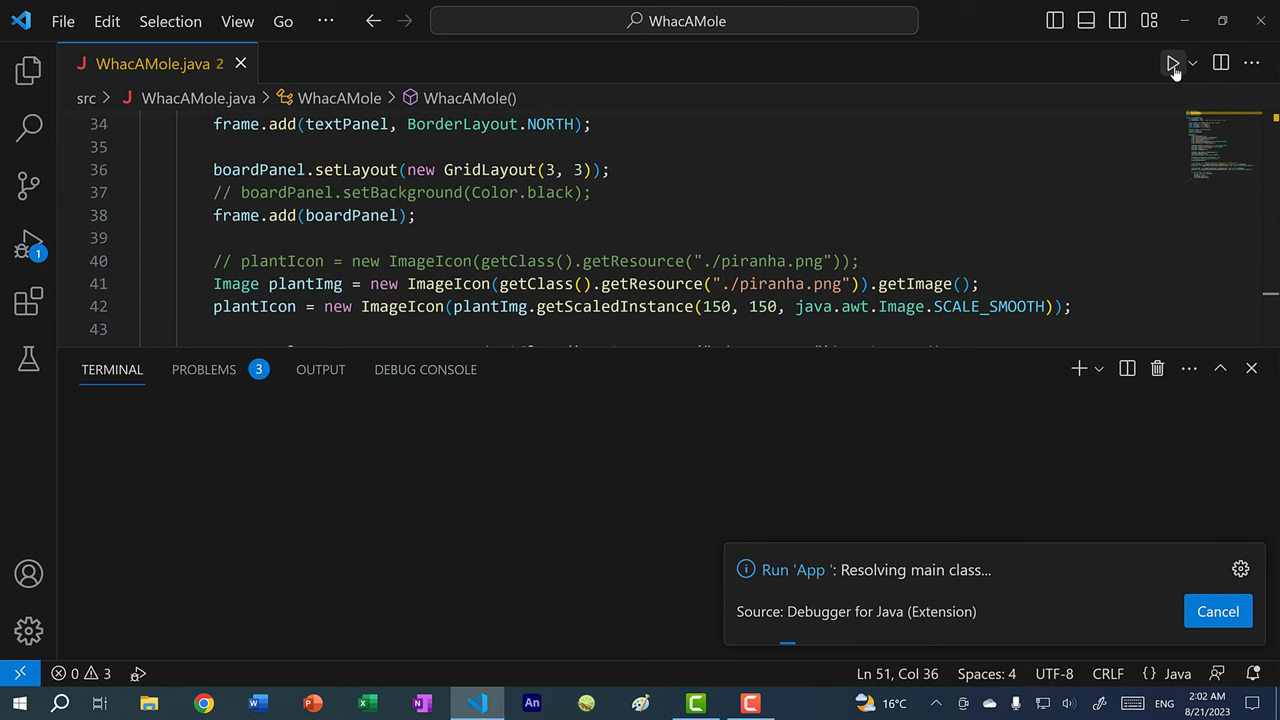 File Edit Selection View Go ··· WhacAMole
WhacAMole.java 2
src > WhacAMole.java > WhacAMole > WhacAMole()
34 frame.add(textPanel, BorderLayout.NORTH);
35
36 boardPanel.setLayout(new GridLayout(3, 3));
37 // boardPanel.setBackground(Color.black);
38 frame.add(boardPanel);
39
40 // plantIcon = new ImageIcon(getClass().getResource("./piranha.png"));
41 Image plantImg = new ImageIcon(getClass().getResource("./piranha.png")).getImage();
42 plantIcon = new ImageIcon(plantImg.getScaledInstance(150, 150, java.awt.Image.SCALE_SMOOTH));
43
1
TERMINAL PROBLEMS 3 OUTPUT DEBUG CONSOLE
Run 'App ': Resolving main class...
Source: Debugger for Java (Extension) Cancel
0 3 Ln 51, Col 36 Spaces: 4 UTF-8 CRLF {} Java
16°C ENG 2:02 AM
8/21/2023